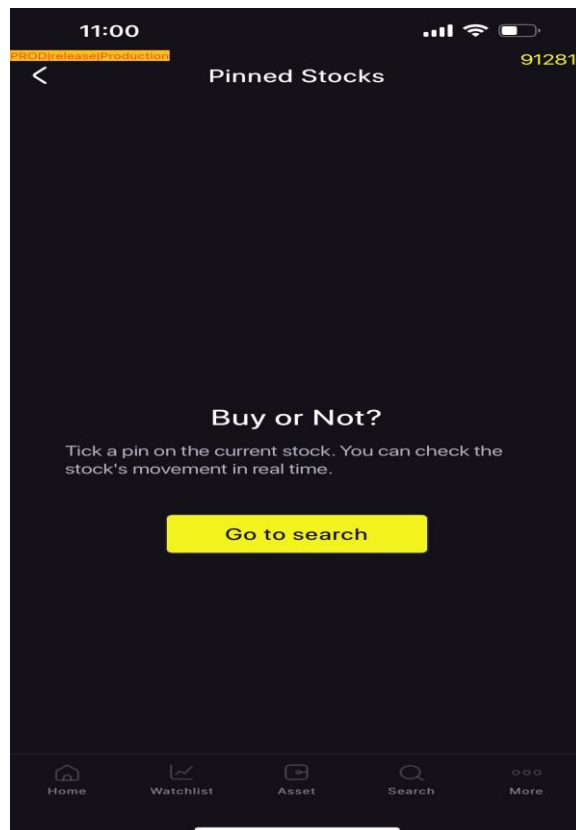 11:00
PROD|release|Production
91281
Pinned Stocks
Buy or Not?
Tick a pin on the current stock. You can check the
stock's movement in real time.
Go to search
Home Watchlist Asset Search More